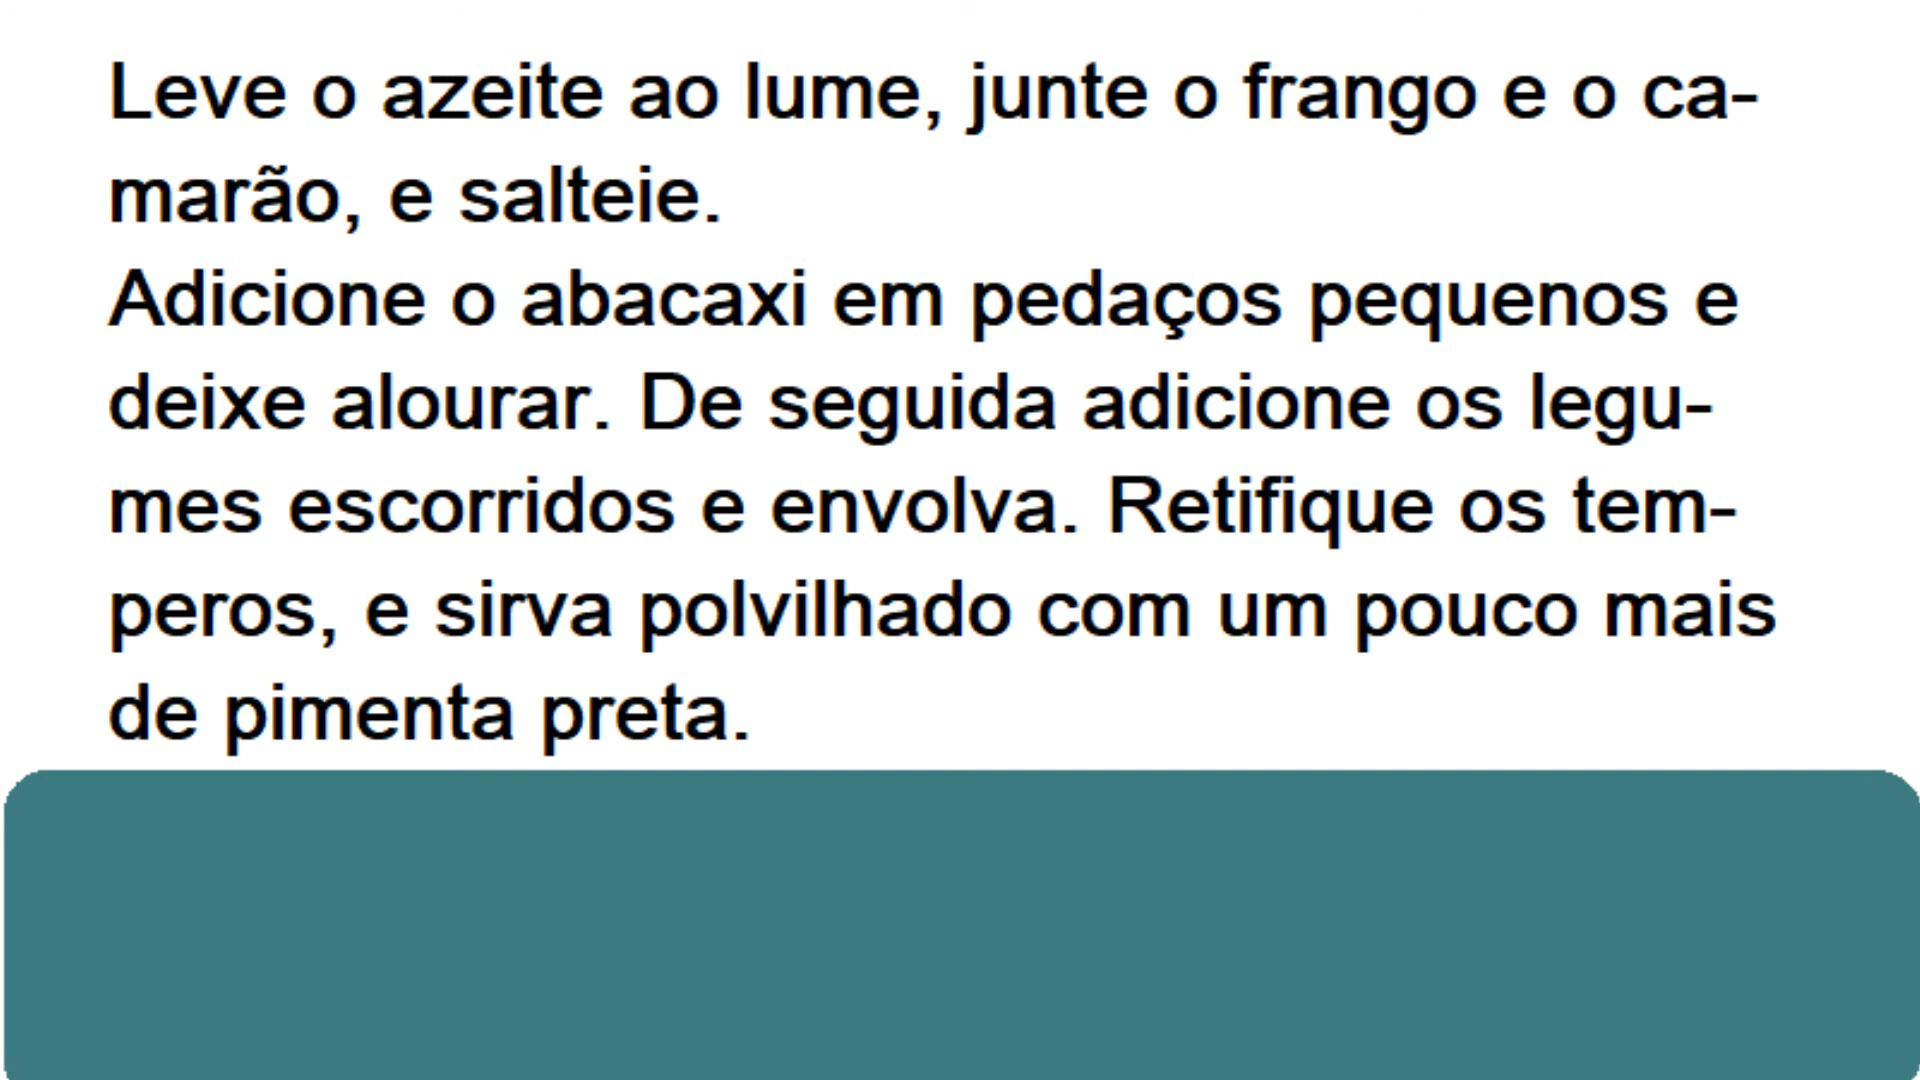 Leve o azeite ao lume, junte o frango e o ca-
marão, e salteie.
Adicione o abacaxi em pedaços pequenos e
deixe alourar. De seguida adicione os legu-
mes escorridos e envolva. Retifique os tem-
peros, e sirva polvilhado com um pouco mais
de pimenta preta.